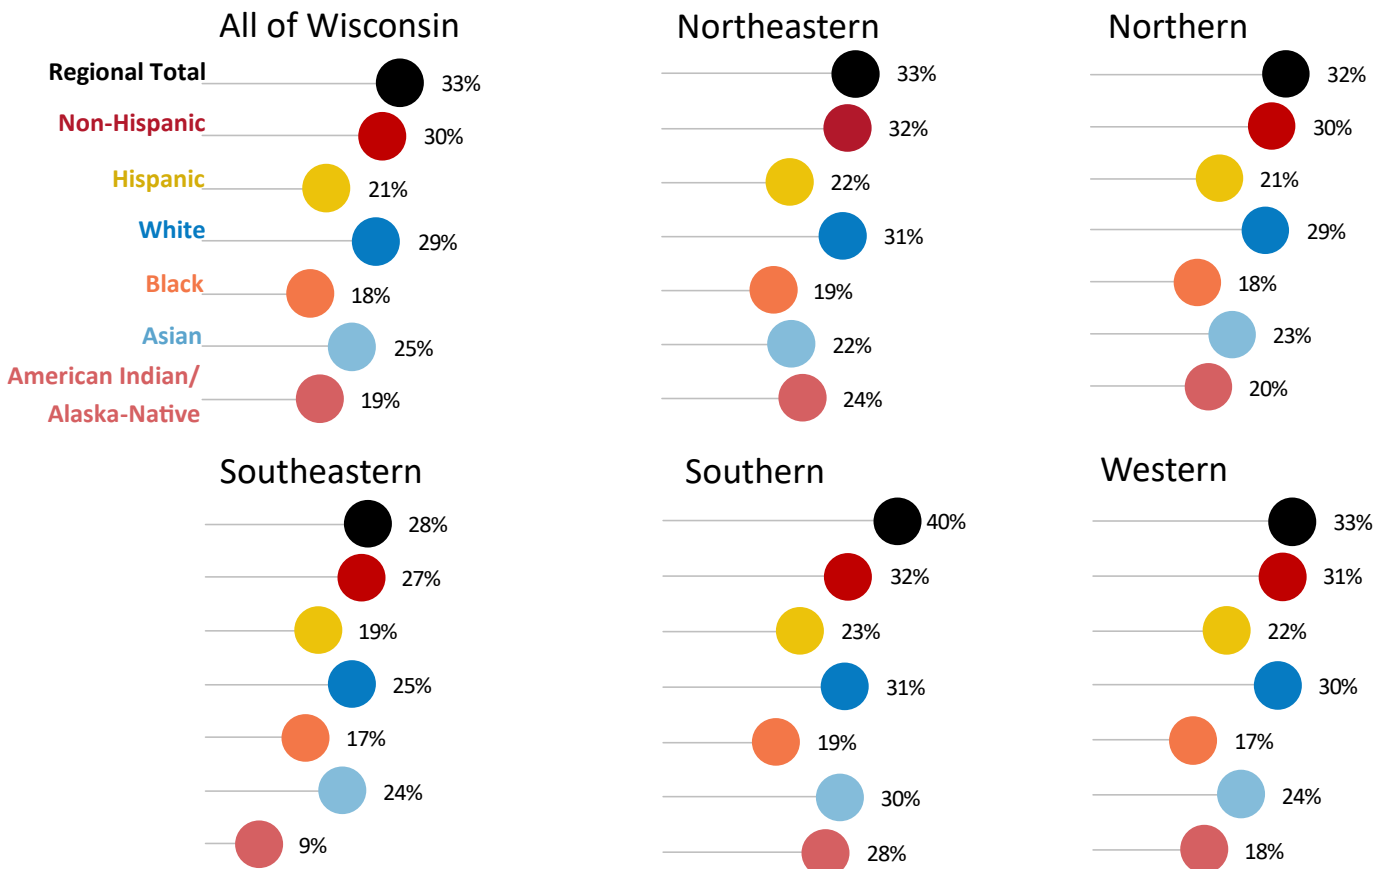 All of Wisconsin
Regional Total 33%
Non-Hispanic 30%
Hispanic 21%
White 29%
Black 18%
Asian 25%
American Indian/
Alaska-Native 19%
Northeastern
33%
32%
22%
31%
19%
22%
24%
Northern
32%
30%
21%
29%
18%
23%
20%
Southeastern
28%
27%
19%
25%
17%
24%
9%
Southern
40%
32%
23%
31%
19%
30%
28%
Western
33%
31%
22%
30%
17%
24%
18%